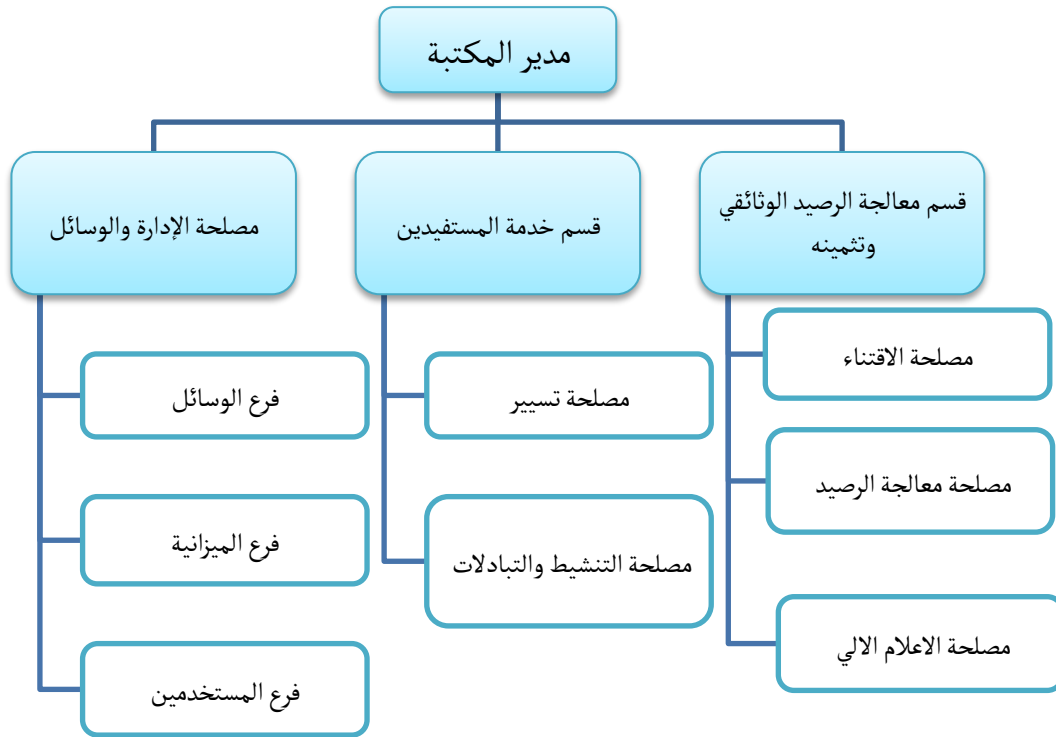 مدير المكتبة
قسم معالجة الرصيد الوثائقي
وتثمينه
قسم خدمة المستفيدين
مصلحة الإدارة والوسائل
مصلحة الاقتناء
مصلحة معالجة الرصيد
مصلحة الاعلام الالي
مصلحة تسيير
مصلحة التنشيط والتبادلات
فرع الوسائل
فرع الميزانية
فرع المستخدمين